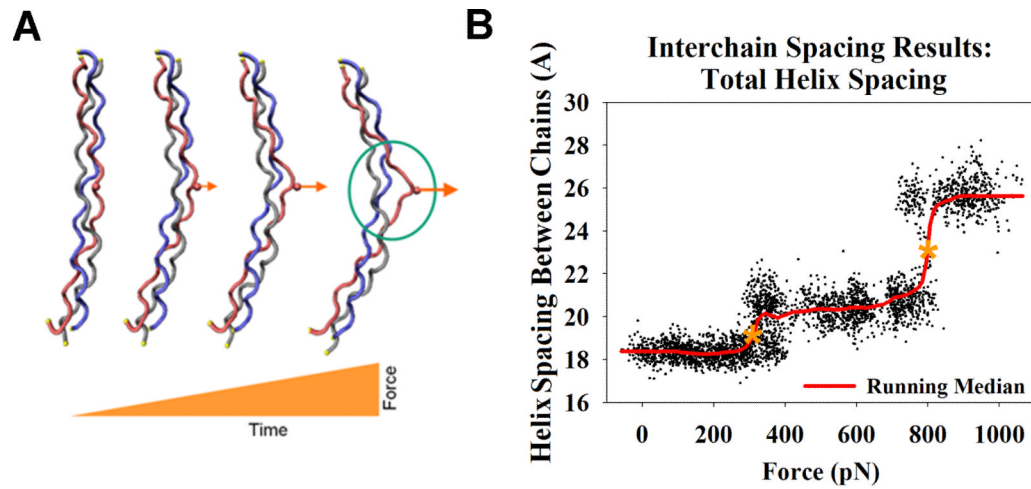 A
Force
Time
B
Interchain Spacing Results:
Total Helix Spacing
Helix Spacing Between Chains (A)
30
28
26
24
22
20
18
16
Running Median
0 200 400 600 800 1000
Force (pN)